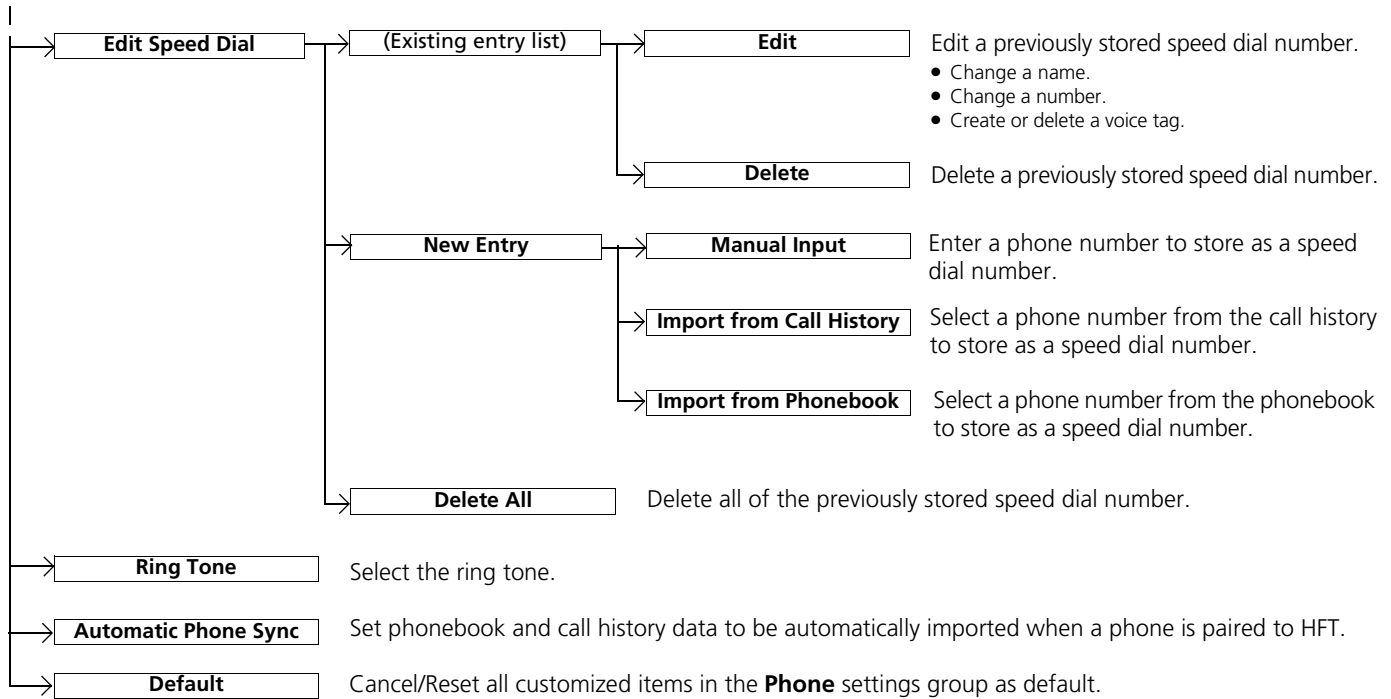 Edit Speed Dial
(Existing entry list)
Edit
Edit a previously stored speed dial number.
● Change a name.
● Change a number.
● Create or delete a voice tag.
Delete
Delete a previously stored speed dial number.
New Entry
Manual Input
Enter a phone number to store as a speed
dial number.
Import from Call History
Select a phone number from the call history
to store as a speed dial number.
Import from Phonebook
Select a phone number from the phonebook
to store as a speed dial number.
Delete All
Delete all of the previously stored speed dial number.
Ring Tone
Select the ring tone.
Automatic Phone Sync
Set phonebook and call history data to be automatically imported when a phone is paired to HFT.
Default
Cancel/Reset all customized items in the Phone settings group as default.